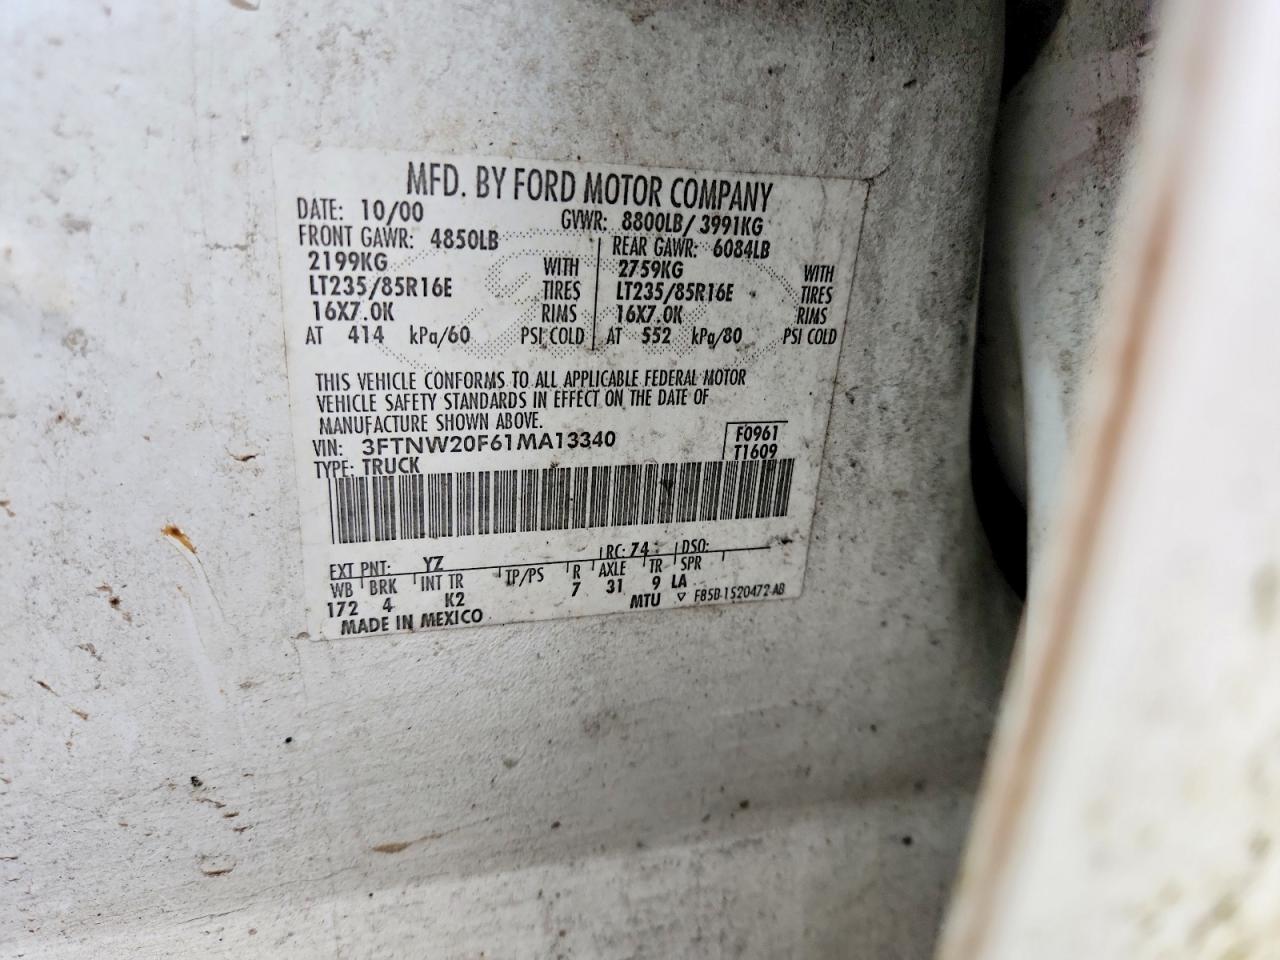 MFD. BY FORD MOTOR COMPANY
DATE: 10/00 GVWR: 8800LB/ 3991KG
FRONT GAWR: 4850LB REAR GAWR: 6084LB
2199KG WITH 2759KG WITH
LT235/85R16E TIRES LT235/85R16E TIRES
16X7.0K RIMS 16X7.0K RIMS
AT 414 kPa/60 PSI COLD AT 552 kPa/80 PSI COLD
THIS VEHICLE CONFORMS TO ALL APPLICABLE FEDERAL MOTOR
VEHICLE SAFETY STANDARDS IN EFFECT ON THE DATE OF
MANUFACTURE SHOWN ABOVE.
VIN: 3FTNW20F61MA13340 F0961
TYPE: TRUCK T1609
EXT PNT: YZ RC: 74 DSO:
WB BRK INT TR TP/PS R AXLE TR SPR
172 4 K2 7 31 9 LA
MADE IN MEXICO MTU ▽ F85B-1520472-AB